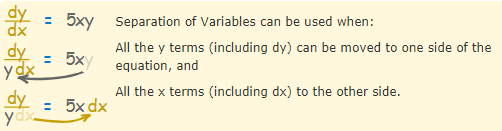 dy/dx = 5xy
Separation of Variables can be used when:
dy/y dx = 5xy
All the y terms (including dy) can be moved to one side of the
equation, and
dy/y dx = 5x dx
All the x terms (including dx) to the other side.